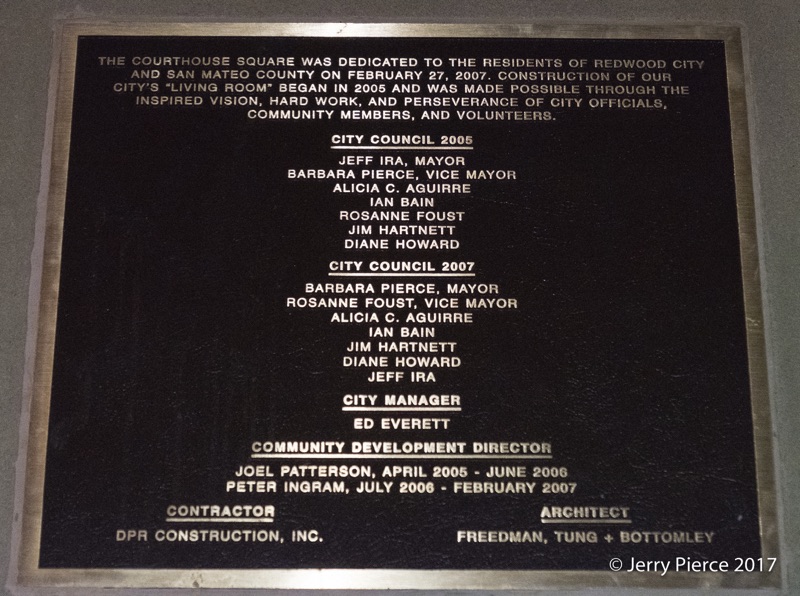 THE COURTHOUSE SQUARE WAS DEDICATED TO THE RESIDENTS OF REDWOOD CITY
AND SAN MATEO COUNTY ON FEBRUARY 27, 2007. CONSTRUCTION OF OUR
CITY'S "LIVING ROOM" BEGAN IN 2005 AND WAS MADE POSSIBLE THROUGH THE
INSPIRED VISION, HARD WORK, AND PERSEVERANCE OF CITY OFFICIALS,
COMMUNITY MEMBERS, AND VOLUNTEERS.
CITY COUNCIL 2005
JEFF IRA, MAYOR
BARBARA PIERCE, VICE MAYOR
ALICIA C. AGUIRRE
IAN BAIN
ROSANNE FOUST
JIM HARTNETT
DIANE HOWARD
CITY COUNCIL 2007
BARBARA PIERCE, MAYOR
ROSANNE FOUST, VICE MAYOR
ALICIA C. AGUIRRE
IAN BAIN
JIM HARTNETT
DIANE HOWARD
JEFF IRA
CITY MANAGER
ED EVERETT
COMMUNITY DEVELOPMENT DIRECTOR
JOEL PATTERSON, APRIL 2005 - JUNE 2006
PETER INGRAM, JULY 2006 - FEBRUARY 2007
CONTRACTOR
DPR CONSTRUCTION, INC.
ARCHITECT
FREEDMAN, TUNG + BOTTOMLEY
© Jerry Pierce 2017